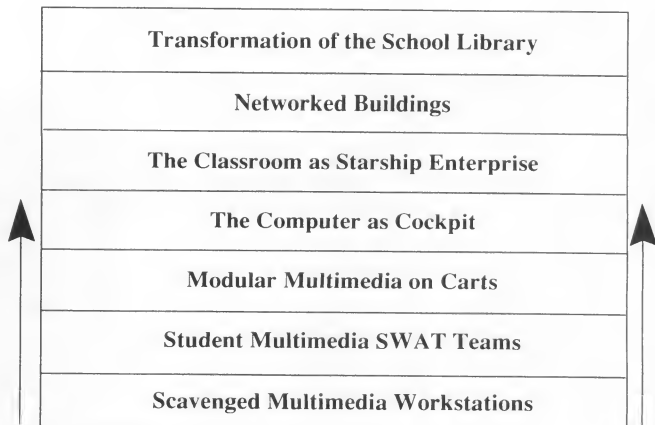 Transformation of the School Library
Networked Buildings
The Classroom as Starship Enterprise
The Computer as Cockpit
Modular Multimedia on Carts
Student Multimedia SWAT Teams
Scavenged Multimedia Workstations